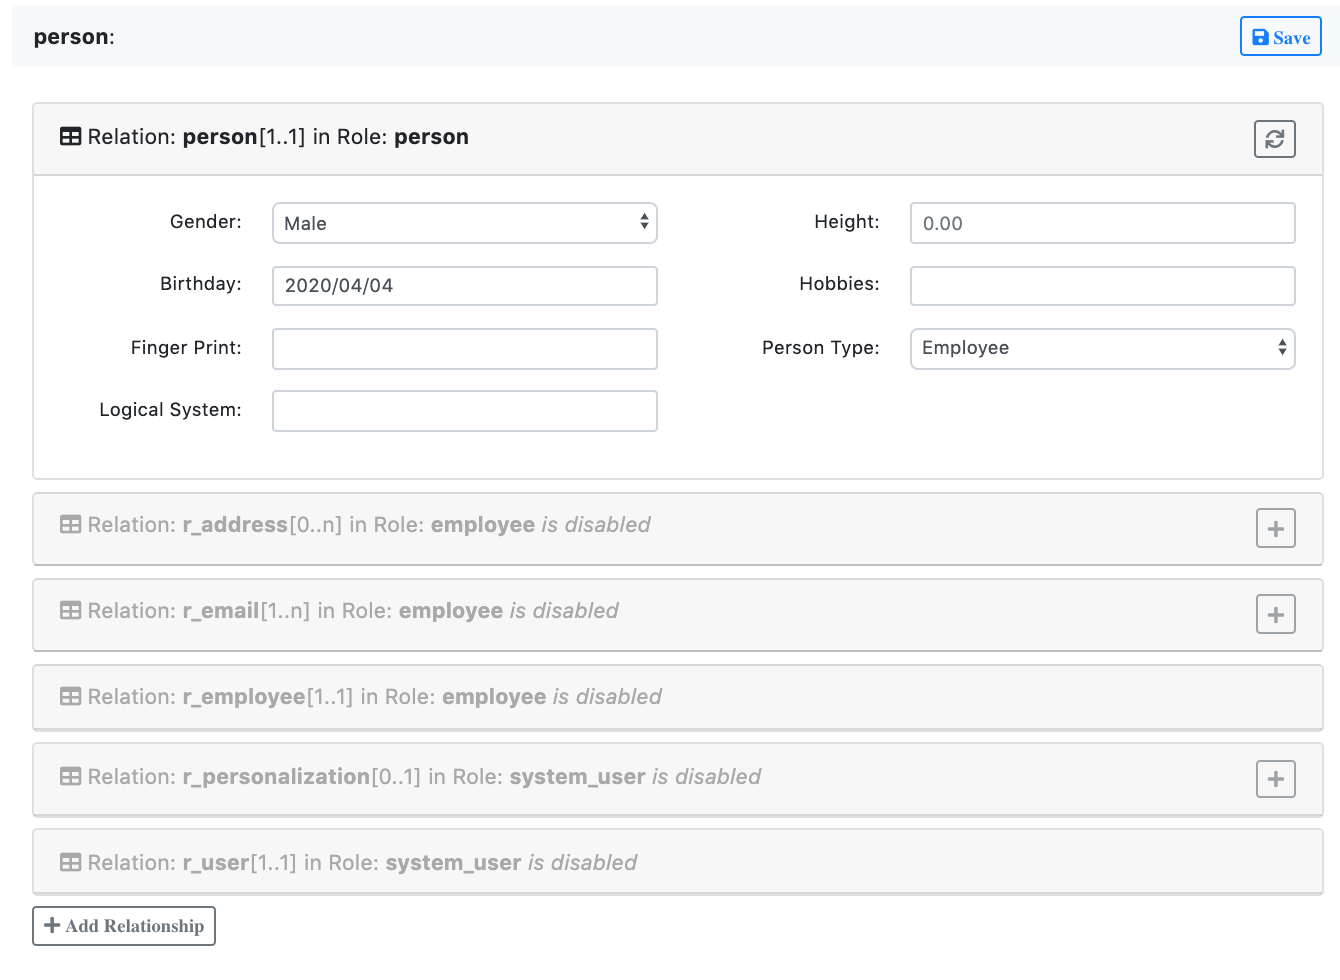 person:
Save
Relation: person[1..1] in Role: person
Gender: Male
Height: 0.00
Birthday: 2020/04/04
Hobbies:
Finger Print:
Person Type: Employee
Logical System:
Relation: r_address[0..n] in Role: employee is disabled
Relation: r_email[1..n] in Role: employee is disabled
Relation: r_employee[1..1] in Role: employee is disabled
Relation: r_personalization[0..1] in Role: system_user is disabled
Relation: r_user[1..1] in Role: system_user is disabled
Add Relationship